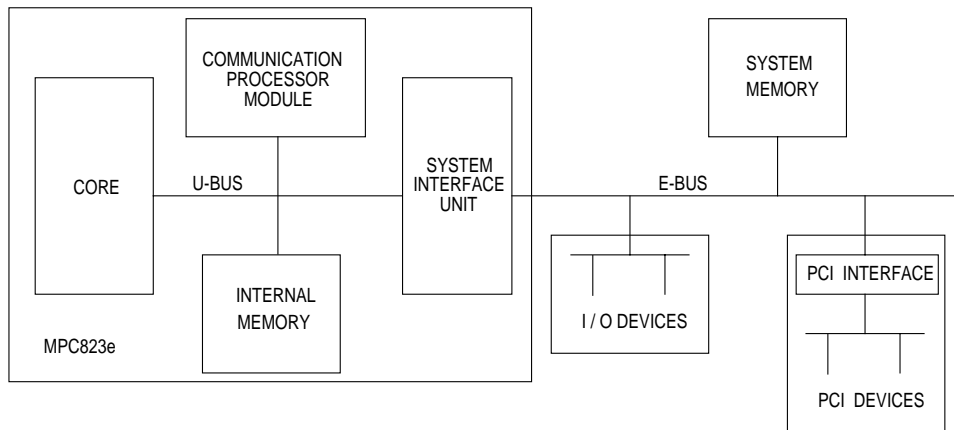 COMMUNICATION
PROCESSOR
MODULE
SYSTEM
MEMORY
CORE
U-BUS
SYSTEM
INTERFACE
UNIT
E-BUS
INTERNAL
MEMORY
MPC823e
I / O DEVICES
PCI INTERFACE
PCI DEVICES